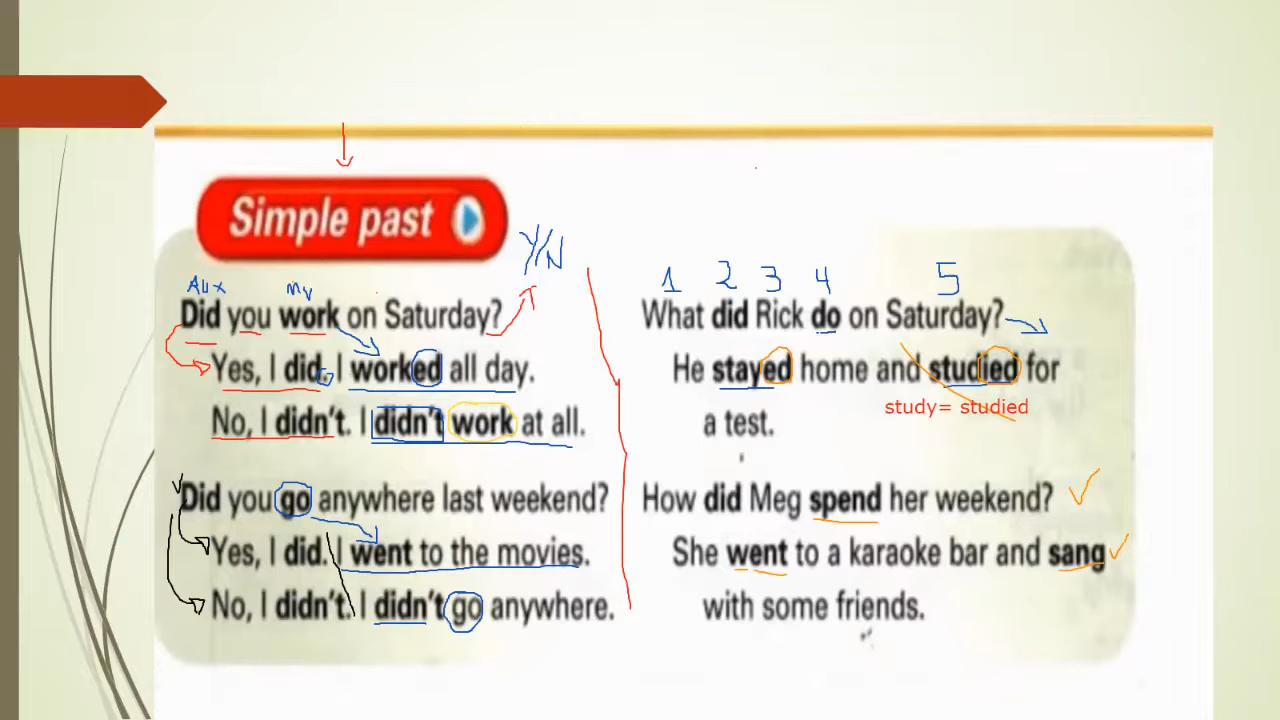 Simple past
Y/N
Aux mv
Did you work on Saturday?
Yes, I did. I worked all day.
No, I didn't. I didn't work at all.
Did you go anywhere last weekend?
Yes, I did. I went to the movies.
No, I didn't. I didn't go anywhere.
1 2 3 4 5
What did Rick do on Saturday?
He stayed home and studied for
study= studied
a test.
How did Meg spend her weekend?
She went to a karaoke bar and sang
with some friends.